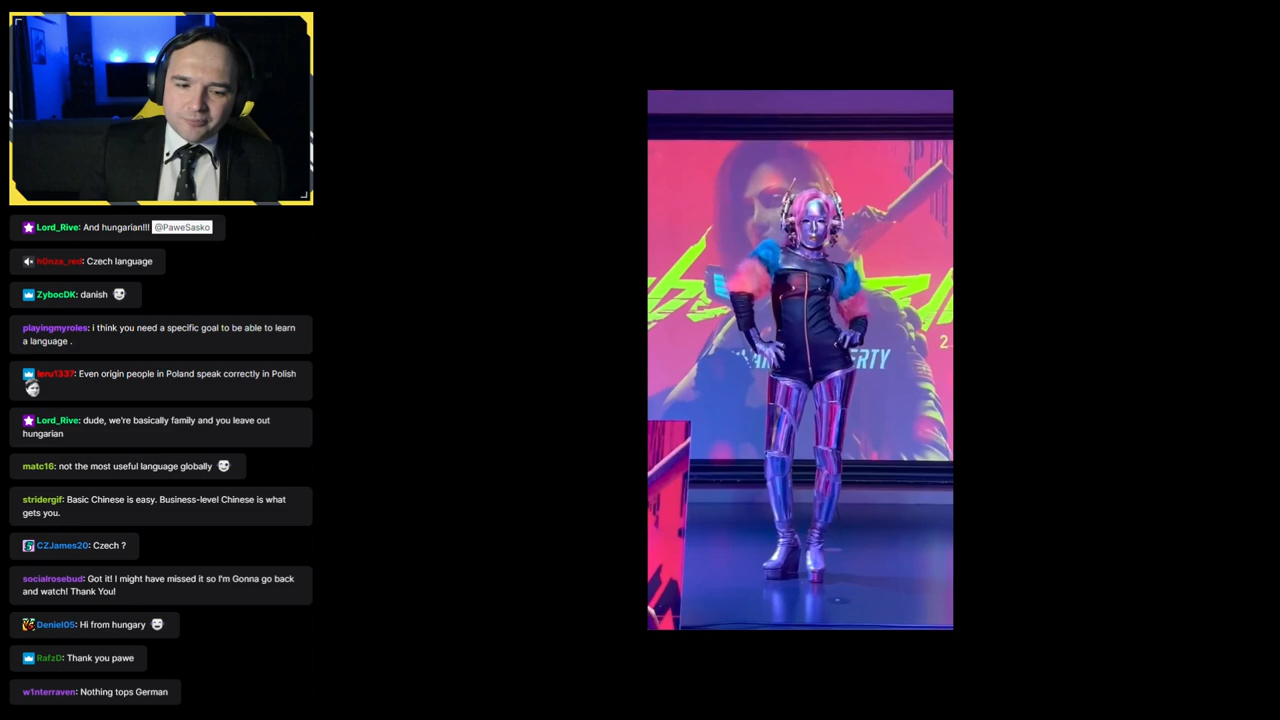 Lord_Rive: And hungarian!!! @PaweSasko
h0nza_red: Czech language
ZybocDK: danish
playingmyroles: i think you need a specific goal to be able to learn
a language .
leru1337: Even origin people in Poland speak correctly in Polish
Lord_Rive: dude, we're basically family and you leave out
hungarian
matc16: not the most useful language globally
stridergif: Basic Chinese is easy. Business-level Chinese is what
gets you.
CZJames20: Czech ?
socialrosebud: Got it! I might have missed it so I'm Gonna go back
and watch! Thank You!
Deniel05: Hi from hungary
RafzD: Thank you pawe
w1nterraven: Nothing tops German